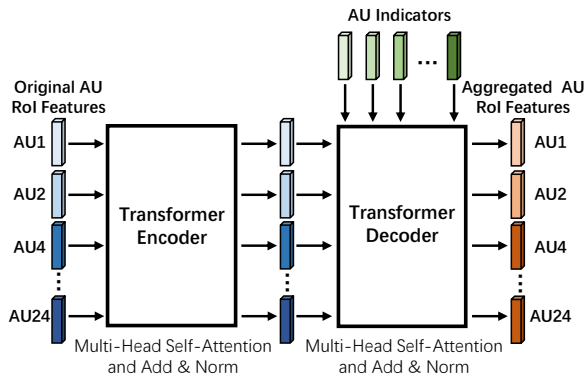 AU Indicators
Original AU
RoI Features
Aggregated AU
RoI Features
...
AU1
AU1
AU2
AU2
Transformer
Encoder
Transformer
Decoder
AU4
AU4
AU24
AU24
Multi-Head Self-Attention
and Add & Norm
Multi-Head Self-Attention
and Add & Norm